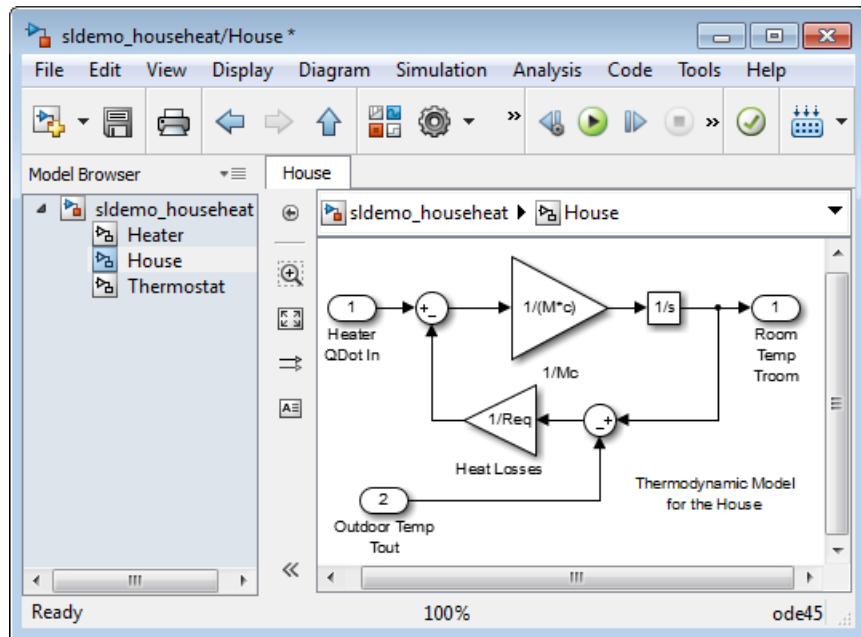 sldemo_househeat/House *
File Edit View Display Diagram Simulation Analysis Code Tools Help
Model Browser
House
sldemo_househeat
Heater
House
Thermostat
sldemo_househeat House
1
Heater
QDot In
+_
1/(M*c)
1/Mc
1/s
1
Room
Temp
Troom
1/Req
Heat Losses
_+
2
Outdoor Temp
Tout
Thermodynamic Model
for the House
Ready 100% ode45